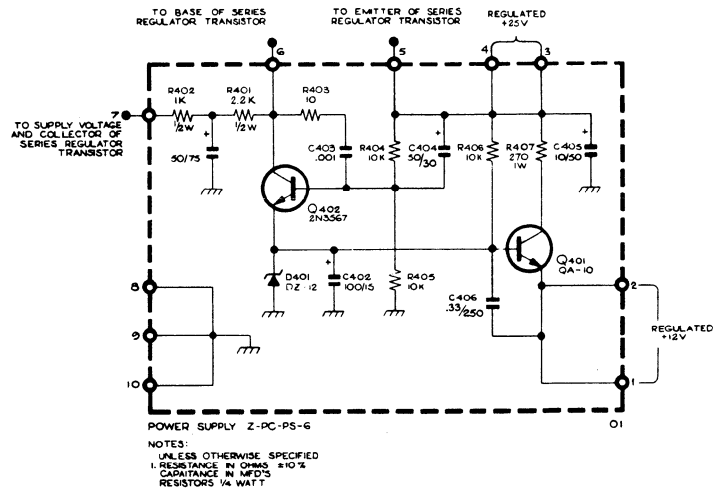 TO BASE OF SERIES
REGULATOR TRANSISTOR
TO EMITTER OF SERIES
REGULATOR TRANSISTOR
REGULATED
+25V
6
5
4
3
7
TO SUPPLY VOLTAGE
AND COLLECTOR OF
SERIES REGULATOR
TRANSISTOR
R402
1K
1/2W
R401
2.2K
1/2W
R403
10
+
50/75
C403
.001
R404
10K
+
C404
50/30
R406
10K
R407
270
1W
+
C405
10/50
Q402
2N3567
Q401
QA-10
D401
DZ-12
+
C402
100/15
R405
10K
C406
.33/250
8
9
10
2
1
REGULATED
+12V
POWER SUPPLY Z-PC-PS-6
01
NOTES:
UNLESS OTHERWISE SPECIFIED
1. RESISTANCE IN OHMS ±10%
CAPAITANCE IN MFD'S
RESISTORS 1/4 WATT